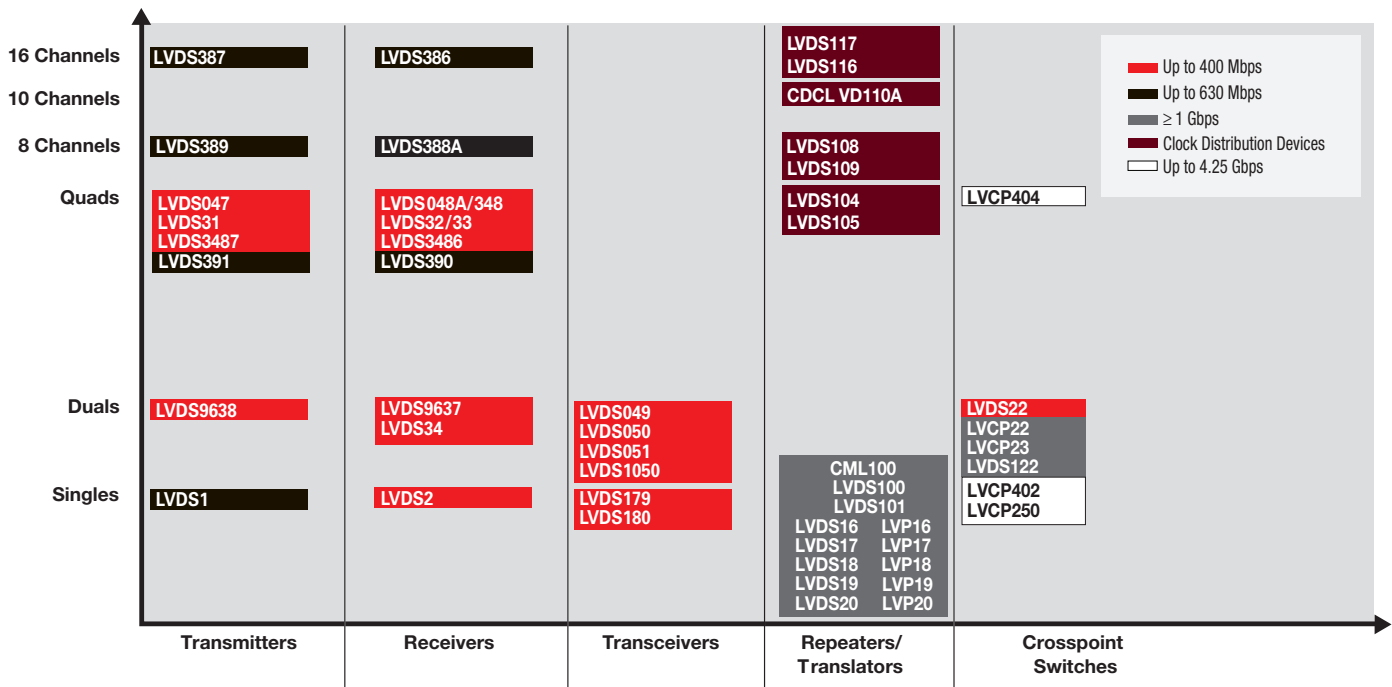 16 Channels
LVDS387
LVDS386
LVDS117
LVDS116
10 Channels
CDCL VD110A
8 Channels
LVDS389
LVDS388A
LVDS108
LVDS109
Quads
LVDS047
LVDS31
LVDS3487
LVDS391
LVDS048A/348
LVDS32/33
LVDS3486
LVDS390
LVDS104
LVDS105
LVCP404
Up to 400 Mbps
Up to 630 Mbps
≥ 1 Gbps
Clock Distribution Devices
Up to 4.25 Gbps
Duals
LVDS9638
LVDS9637
LVDS34
LVDS049
LVDS050
LVDS051
LVDS1050
LVDS22
LVCP22
LVCP23
LVDS122
LVCP402
LVCP250
Singles
LVDS1
LVDS2
LVDS179
LVDS180
CML100
LVDS100
LVDS101
LVDS16 LVP16
LVDS17 LVP17
LVDS18 LVP18
LVDS19 LVP19
LVDS20 LVP20
Transmitters
Receivers
Transceivers
Repeaters/
Translators
Crosspoint
Switches